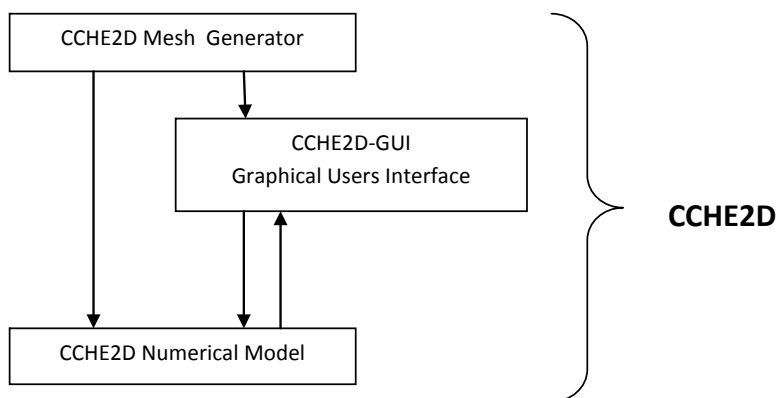 CCHE2D Mesh Generator
CCHE2D-GUI
Graphical Users Interface
CCHE2D
CCHE2D Numerical Model